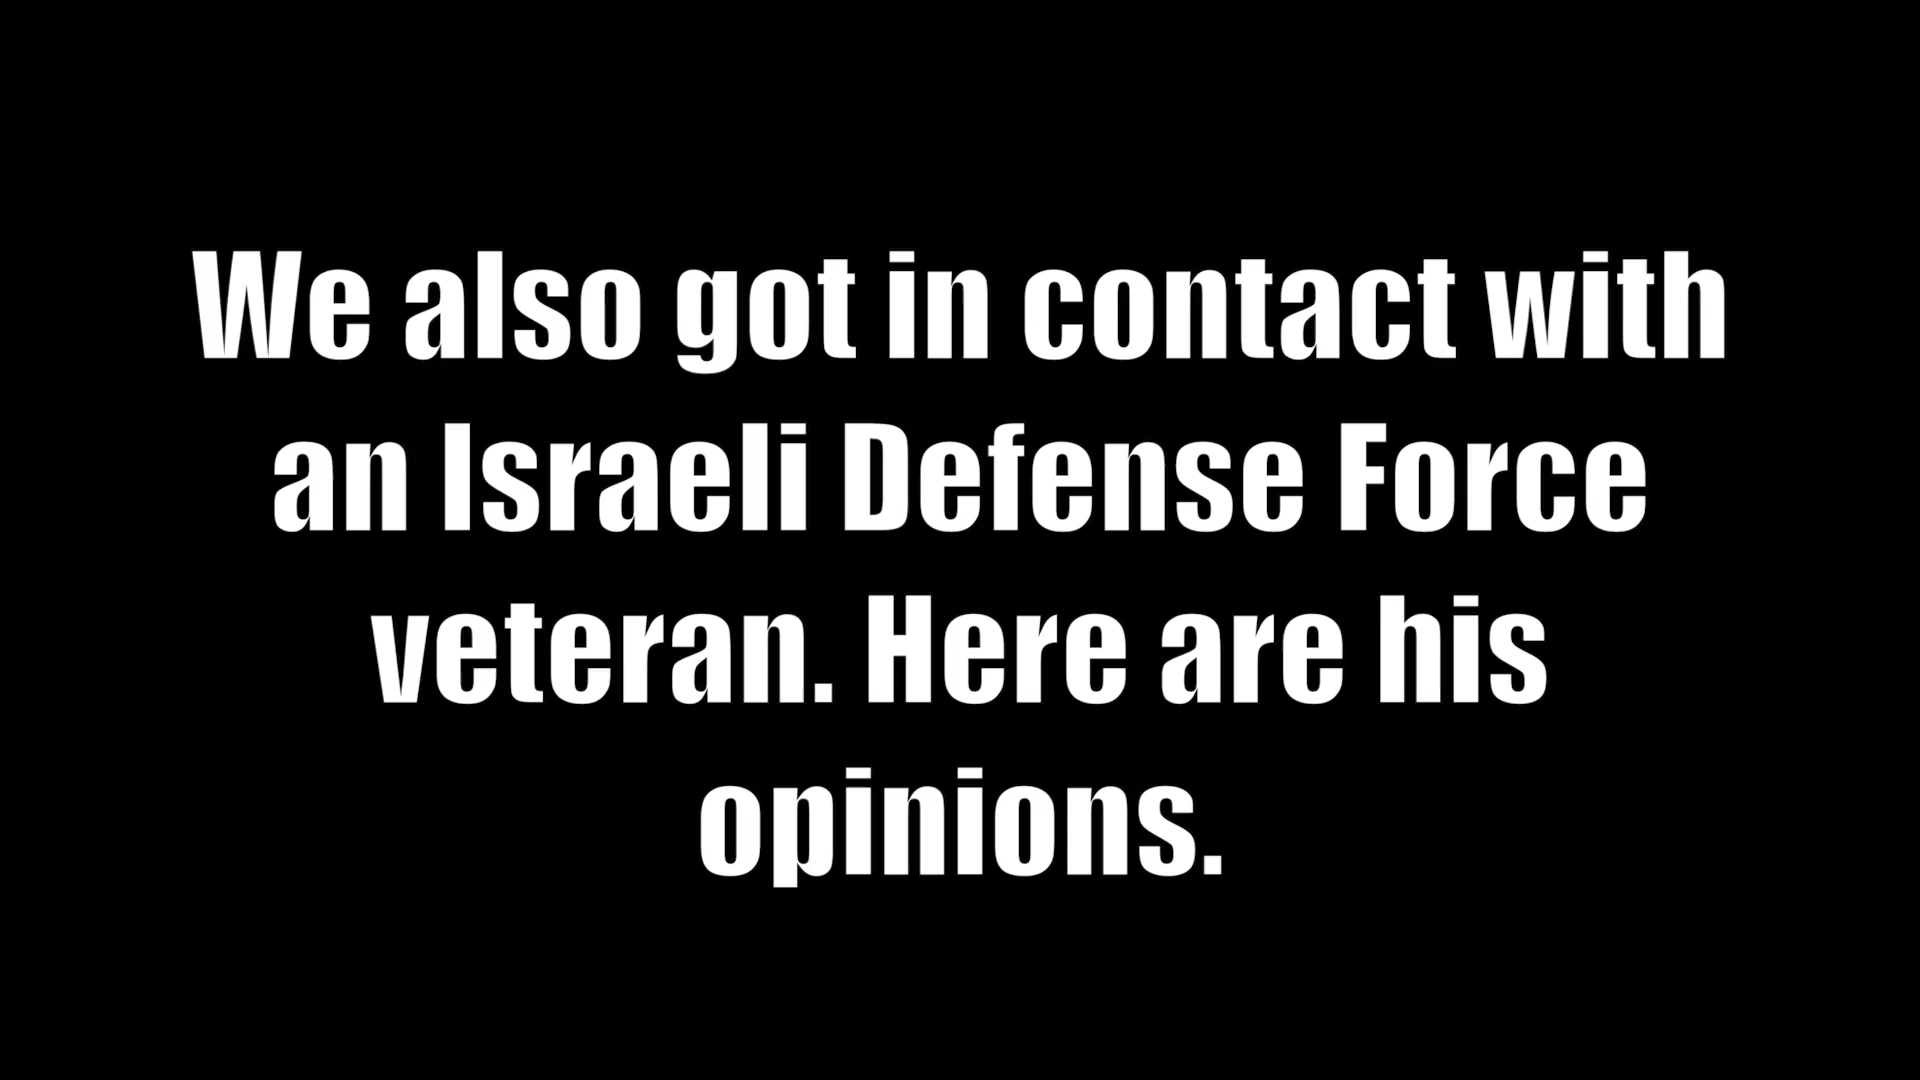 We also got in contact with
an Israeli Defense Force
veteran. Here are his
opinions.